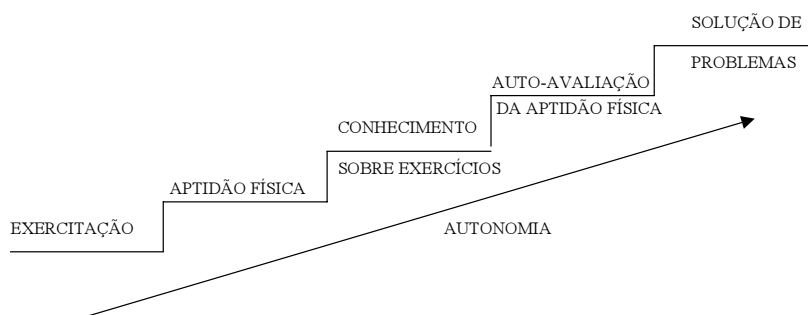 SOLUÇÃO DE
PROBLEMAS
AUTO-AVALIAÇÃO
DA APTIDÃO FÍSICA
CONHECIMENTO
SOBRE EXERCÍCIOS
APTIDÃO FÍSICA
EXERCITAÇÃO
AUTONOMIA